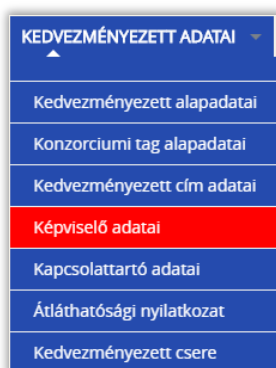 KEDVEZMÉNYEZETT ADATAI
Kedvezményezett alapadatai
Konzorciumi tag alapadatai
Kedvezményezett cím adatai
Képviselő adatai
Kapcsolattartó adatai
Átláthatósági nyilatkozat
Kedvezményezett csere